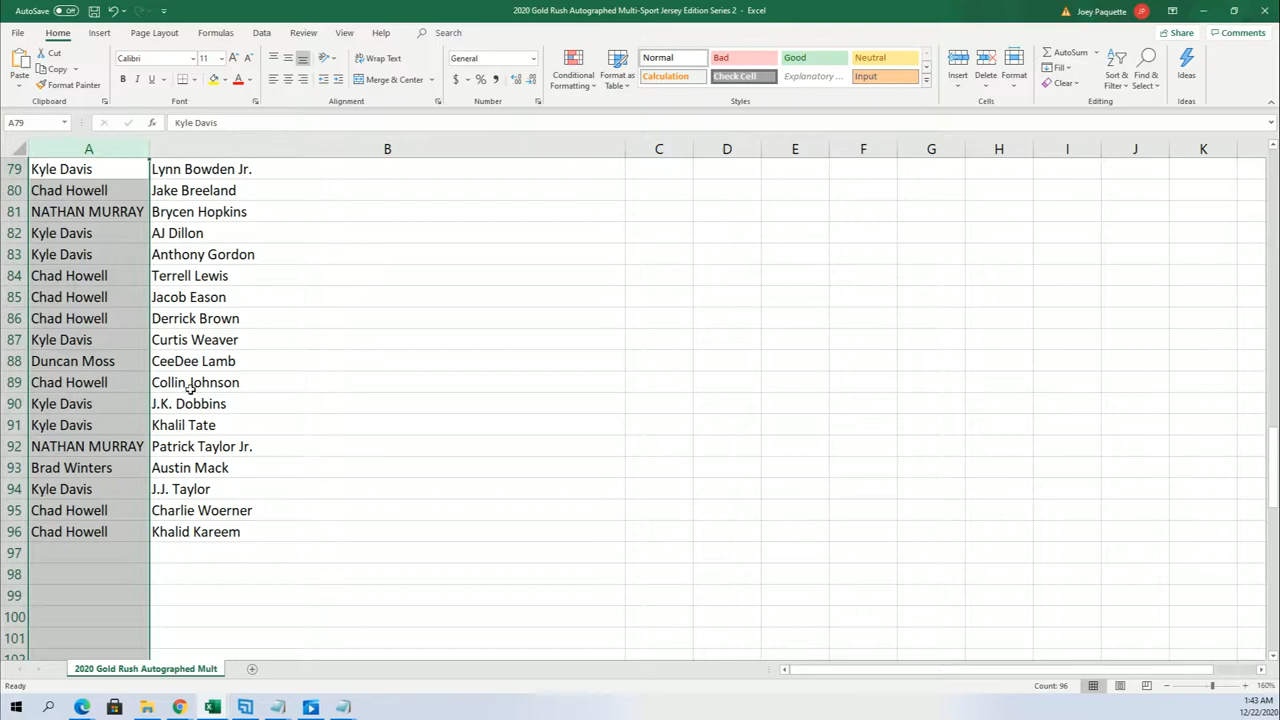 AutoSave Off 2020 Gold Rush Autographed Multi-Sport Jersey Edition Series 2 - Excel Joey Paquette JP
File Home Insert Page Layout Formulas Data Review View Help Search Share Comments
Paste Cut Copy Format Painter Clipboard
Calibri 11 B I U Font
Wrap Text Merge & Center Alignment
General $ % Number
Conditional Formatting Format as Table Normal Bad Good Neutral Calculation Check Cell Explanatory ... Input Styles
Insert Delete Format Cells
AutoSum Fill Clear Sort & Filter Find & Select Editing
Ideas Ideas
A79 fx Kyle Davis
A B C D E F G H I J K
79 Kyle Davis Lynn Bowden Jr.
80 Chad Howell Jake Breeland
81 NATHAN MURRAY Brycen Hopkins
82 Kyle Davis AJ Dillon
83 Kyle Davis Anthony Gordon
84 Chad Howell Terrell Lewis
85 Chad Howell Jacob Eason
86 Chad Howell Derrick Brown
87 Kyle Davis Curtis Weaver
88 Duncan Moss CeeDee Lamb
89 Chad Howell Collin Johnson
90 Kyle Davis J.K. Dobbins
91 Kyle Davis Khalil Tate
92 NATHAN MURRAY Patrick Taylor Jr.
93 Brad Winters Austin Mack
94 Kyle Davis J.J. Taylor
95 Chad Howell Charlie Woerner
96 Chad Howell Khalid Kareem
97
98
99
100
101
102
2020 Gold Rush Autographed Mult
Ready Count: 96 160%
1:43 AM
12/22/2020